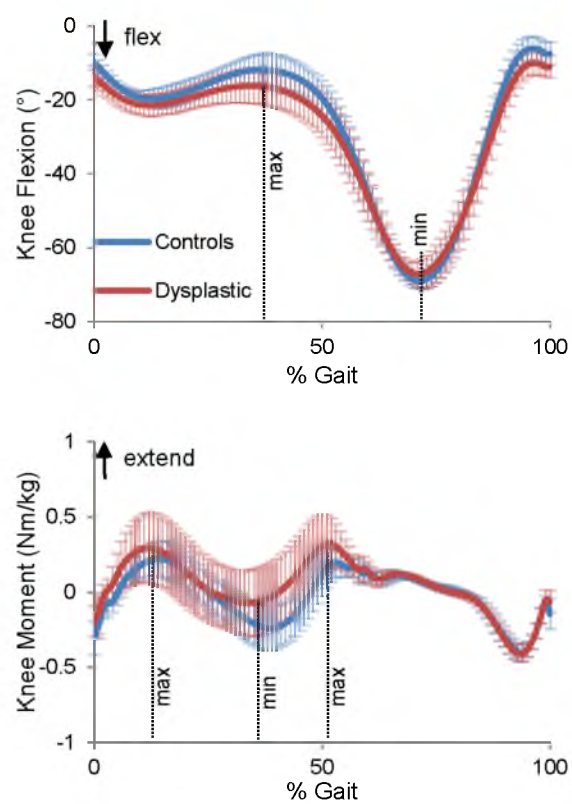 0
flex
-20
-40
-60
-80
Knee Flexion (°)
Controls
Dysplastic
max
min
0
50
100
% Gait
1
extend
0.5
0
-0.5
-1
Knee Moment (Nm/kg)
max
min
max
0
50
100
% Gait